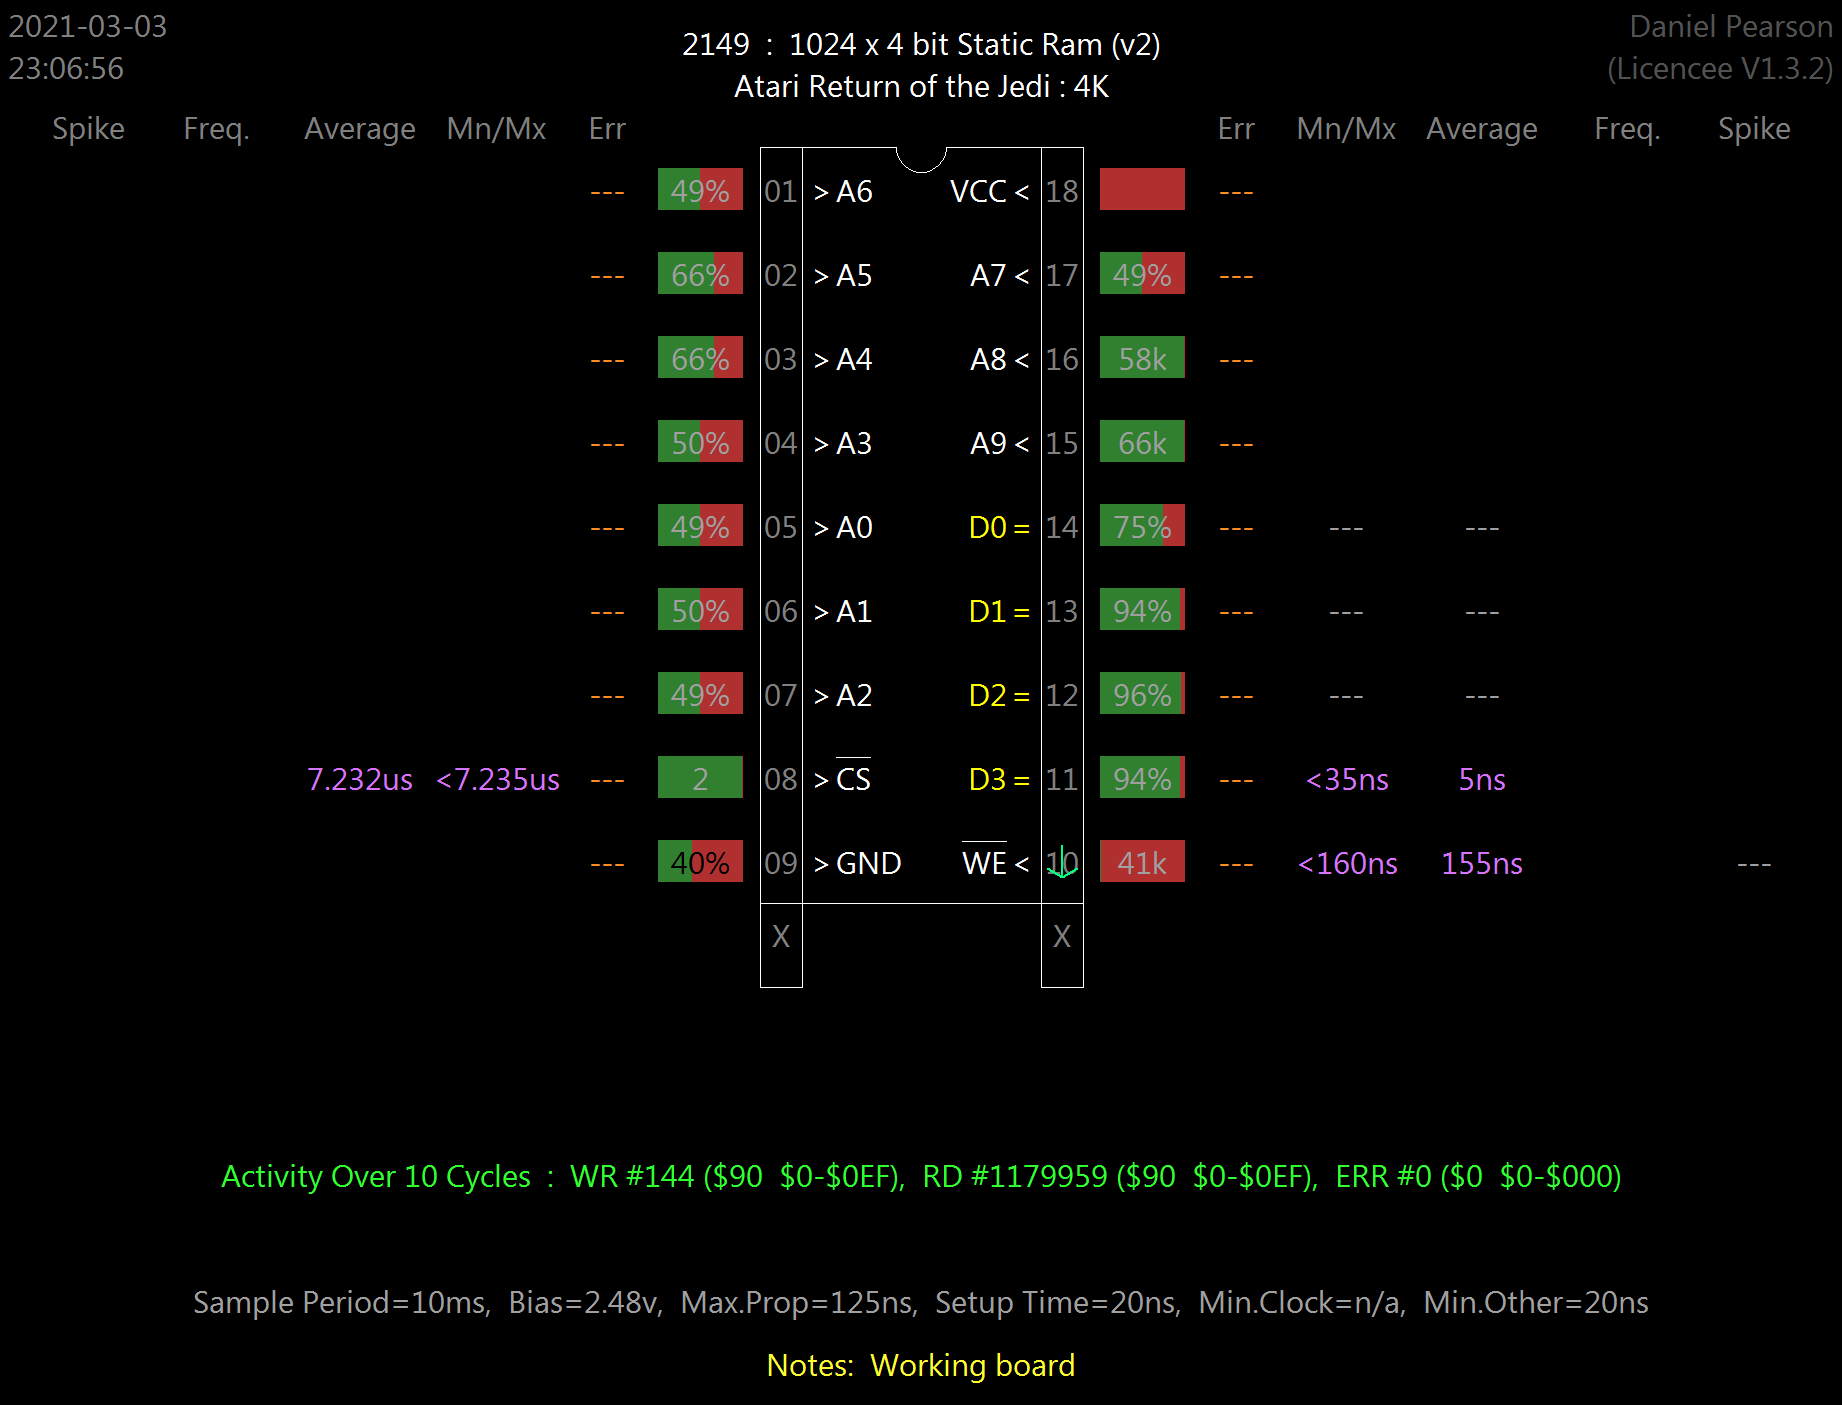 2021-03-03
23:06:56
2149 : 1024 x 4 bit Static Ram (v2)
Atari Return of the Jedi : 4K
Daniel Pearson
(Licencee V1.3.2)
Spike Freq. Average Mn/Mx Err Err Mn/Mx Average Freq. Spike
--- 49% 01 > A6 VCC < 18 ---
--- 66% 02 > A5 A7 < 17 49% ---
--- 66% 03 > A4 A8 < 16 58k ---
--- 50% 04 > A3 A9 < 15 66k ---
--- 49% 05 > A0 D0 = 14 75% --- --- ---
--- 50% 06 > A1 D1 = 13 94% --- --- ---
--- 49% 07 > A2 D2 = 12 96% --- --- ---
7.232us <7.235us --- 2 08 > CS D3 = 11 94% --- <35ns 5ns
--- 40% 09 > GND WE < 10 41k --- <160ns 155ns ---
X X
Activity Over 10 Cycles : WR #144 ($90 $0-$0EF), RD #1179959 ($90 $0-$0EF), ERR #0 ($0 $0-$000)
Sample Period=10ms, Bias=2.48v, Max.Prop=125ns, Setup Time=20ns, Min.Clock=n/a, Min.Other=20ns
Notes: Working board